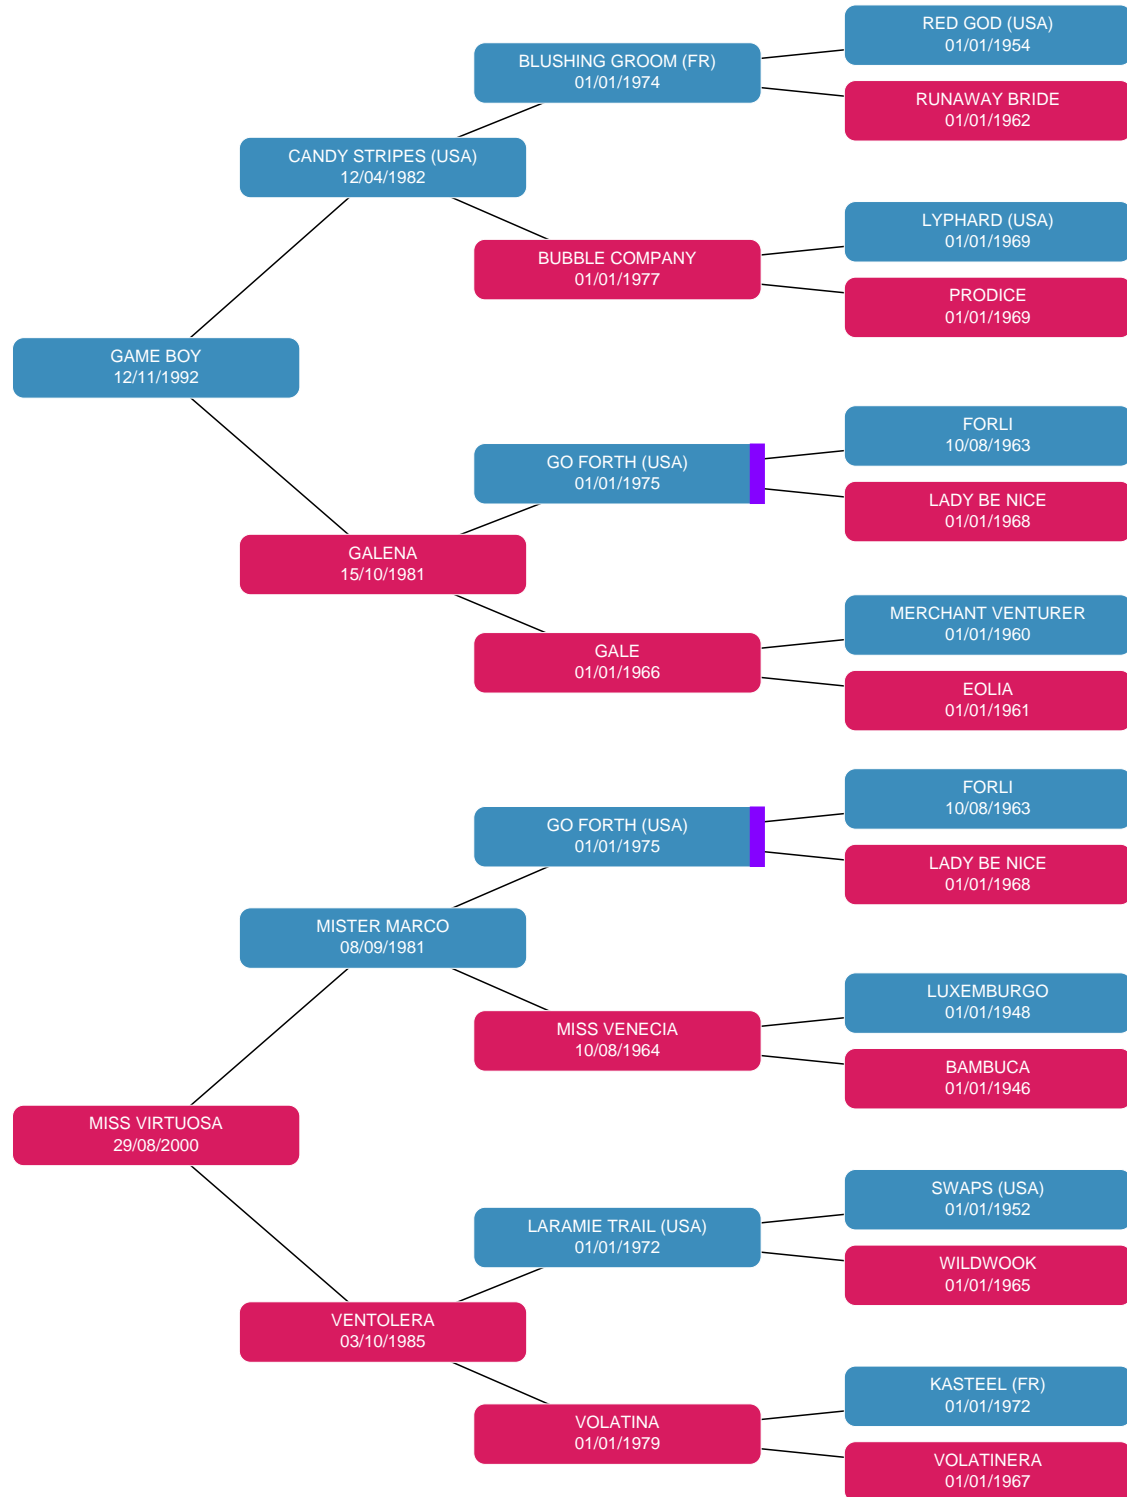 RED GOD (USA)
01/01/1954
BLUSHING GROOM (FR)
01/01/1974
RUNAWAY BRIDE
01/01/1962
CANDY STRIPES (USA)
12/04/1982
LYPHARD (USA)
01/01/1969
BUBBLE COMPANY
01/01/1977
PRODICE
01/01/1969
GAME BOY
12/11/1992
FORLI
10/08/1963
GO FORTH (USA)
01/01/1975
LADY BE NICE
01/01/1968
GALENA
15/10/1981
MERCHANT VENTURER
01/01/1960
GALE
01/01/1966
EOLIA
01/01/1961
FORLI
10/08/1963
GO FORTH (USA)
01/01/1975
LADY BE NICE
01/01/1968
MISTER MARCO
08/09/1981
LUXEMBURGO
01/01/1948
MISS VENECIA
10/08/1964
BAMBUCA
01/01/1946
MISS VIRTUOSA
29/08/2000
SWAPS (USA)
01/01/1952
LARAMIE TRAIL (USA)
01/01/1972
WILDWOOK
01/01/1965
VENTOLERA
03/10/1985
KASTEEL (FR)
01/01/1972
VOLATINA
01/01/1979
VOLATINERA
01/01/1967